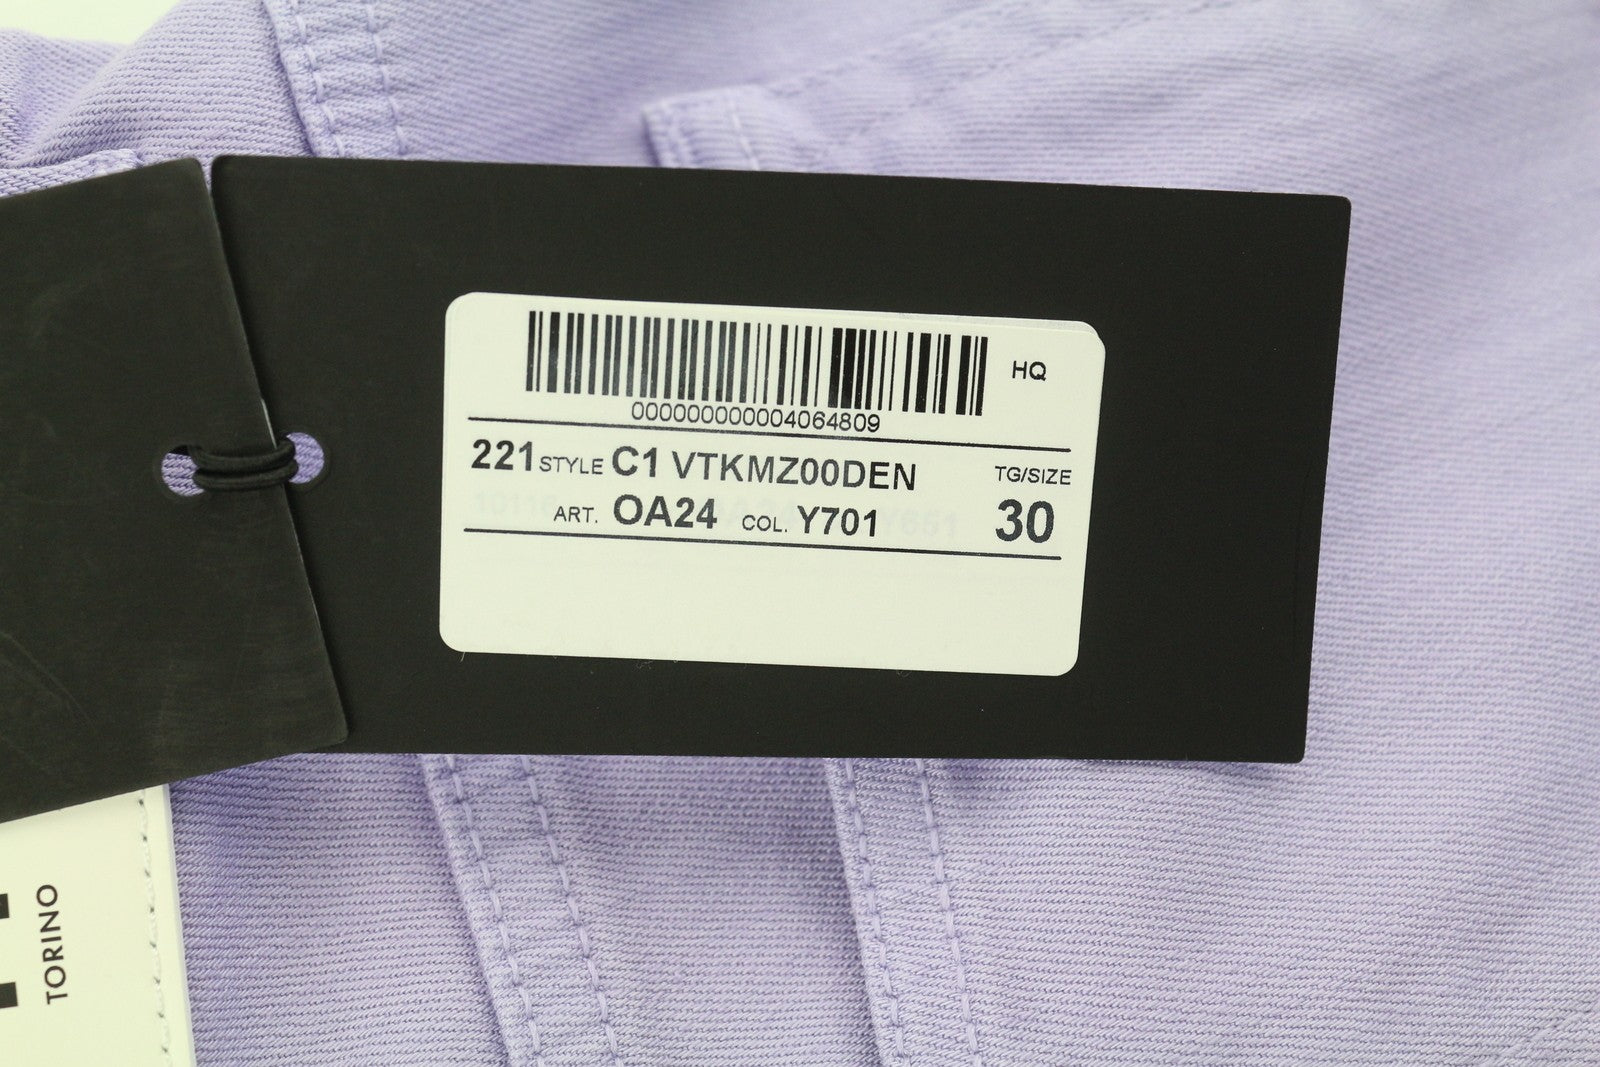 HQ
000000000004064809
221 STYLE C1 VTKMZ00DEN TG/SIZE
ART. OA24 COL. Y701 30
TORINO